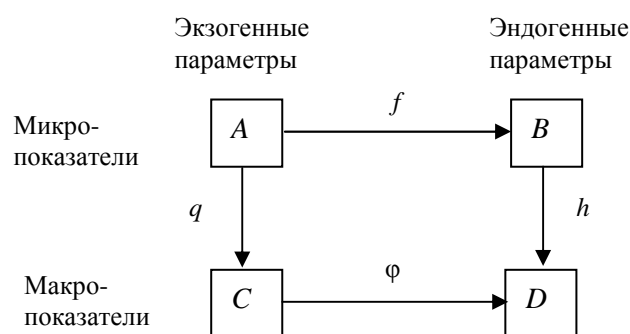 Экзогенные
параметры
Эндогенные
параметры
Микро-
показатели
A
f
B
q
h
Макро-
показатели
C
φ
D